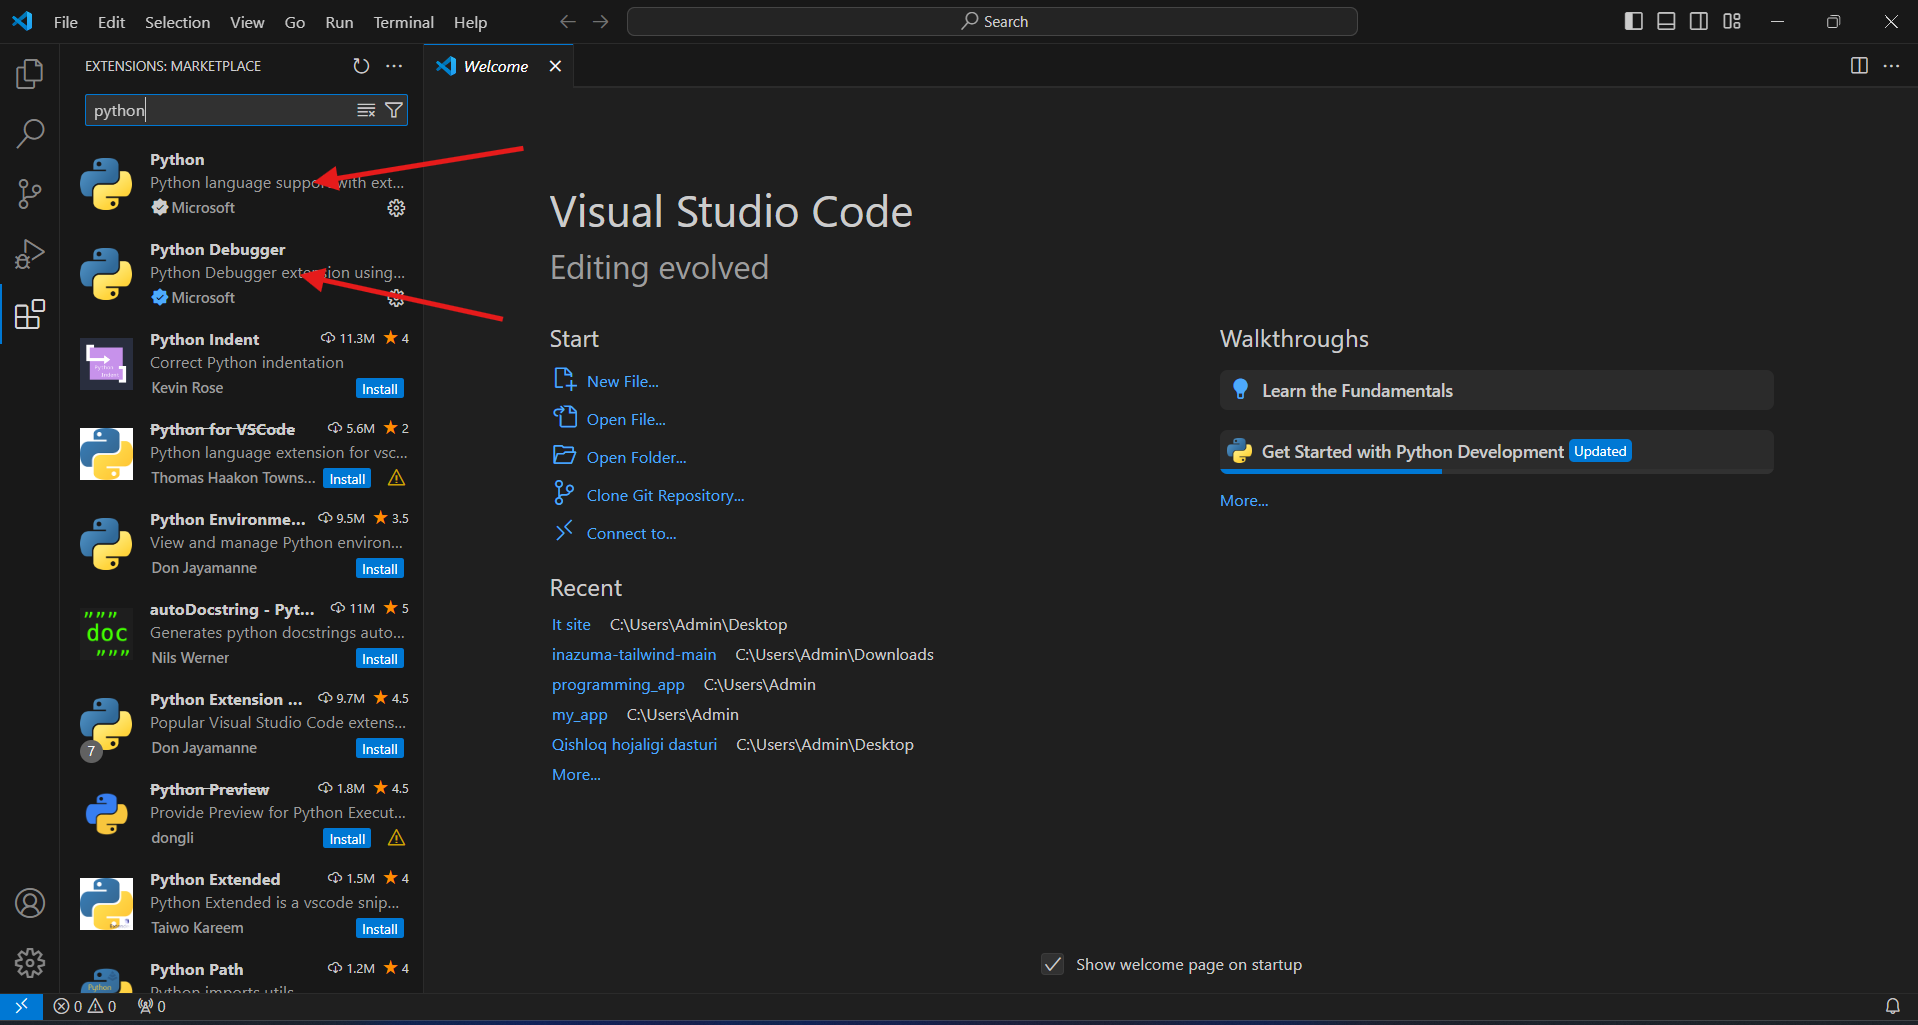 File Edit Selection View Go Run Terminal Help
Search
EXTENSIONS: MARKETPLACE
Welcome
python
Python
Python language support with ext...
Microsoft
Python Debugger
Python Debugger extension using...
Microsoft
Python Indent 11.3M 4
Correct Python indentation
Kevin Rose Install
Python for VSCode 5.6M 2
Python language extension for vsc...
Thomas Haakon Towns... Install
Python Environme... 9.5M 3.5
View and manage Python environ...
Don Jayamanne Install
autoDocstring - Pyt... 11M 5
Generates python docstrings auto...
Nils Werner Install
Python Extension ... 9.7M 4.5
Popular Visual Studio Code extens...
7 Don Jayamanne Install
Python Preview 1.8M 4.5
Provide Preview for Python Execut...
dongli Install
Python Extended 1.5M 4
Python Extended is a vscode snip...
Taiwo Kareem Install
Python Path 1.2M 4
Python imports utils
Visual Studio Code
Editing evolved
Start
New File...
Open File...
Open Folder...
Clone Git Repository...
Connect to...
Recent
It site C:\Users\Admin\Desktop
inazuma-tailwind-main C:\Users\Admin\Downloads
programming_app C:\Users\Admin
my_app C:\Users\Admin
Qishloq hojaligi dasturi C:\Users\Admin\Desktop
More...
Walkthroughs
Learn the Fundamentals
Get Started with Python Development Updated
More...
Show welcome page on startup
0 0 0